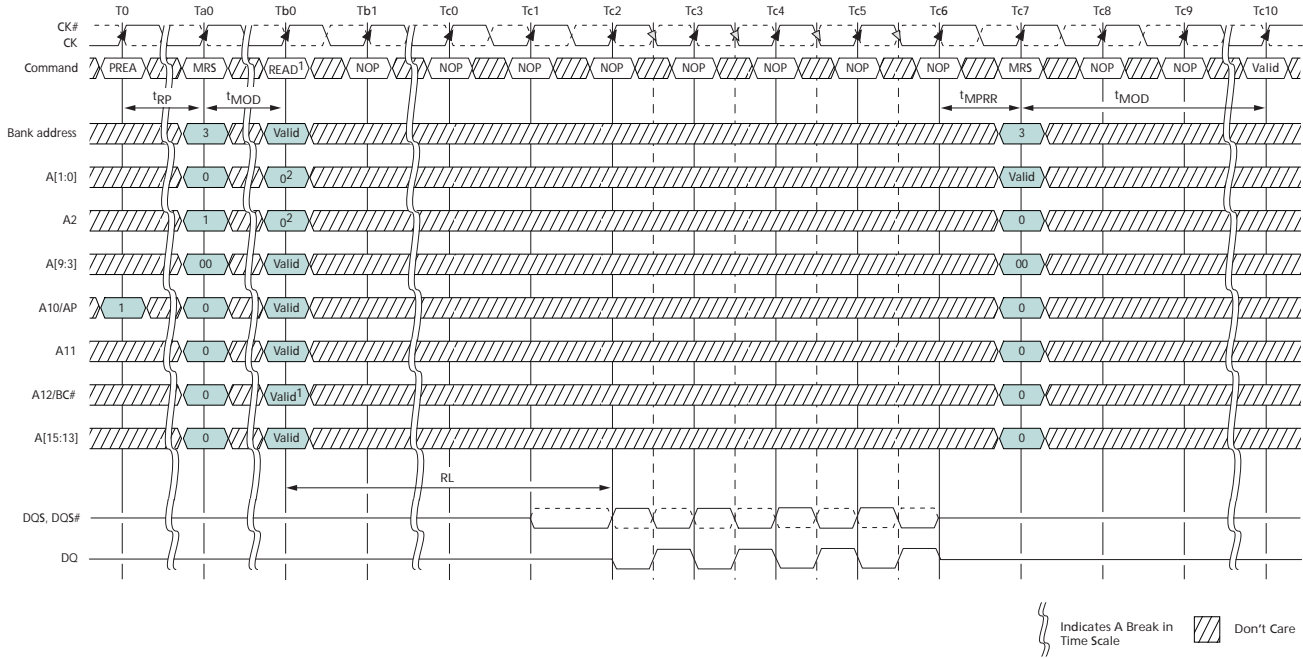 T0 Ta0 Tb0 Tb1 Tc0 Tc1 Tc2 Tc3 Tc4 Tc5 Tc6 Tc7 Tc8 Tc9 Tc10
CK#
CK
Command PREA MRS READ1 NOP NOP NOP NOP NOP NOP NOP NOP MRS NOP NOP Valid
tRP tMOD tMPRR tMOD
Bank address 3 Valid 3
A[1:0] 0 02 Valid
A2 1 02 0
A[9:3] 00 Valid 00
A10/AP 1 0 Valid 0
A11 0 Valid 0
A12/BC# 0 Valid1 0
A[15:13] 0 Valid 0
RL
DQS, DQS#
DQ
Indicates A Break in
Time Scale
Don't Care